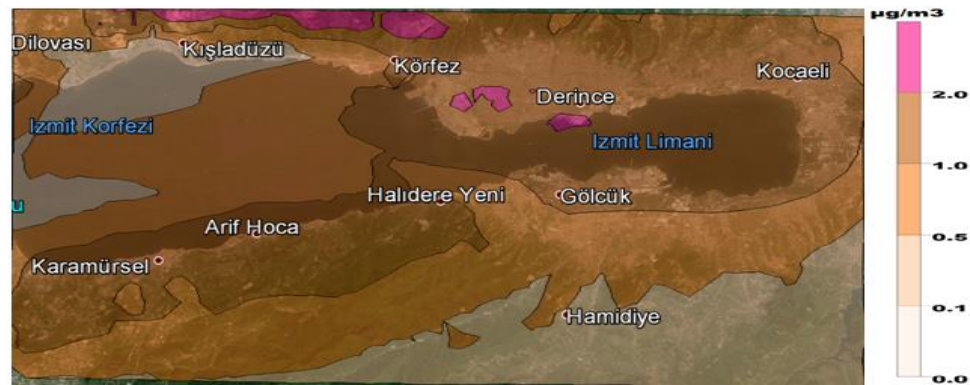 µg/m3
Dilovası
Kışladüzü
Körfez
Kocaeli
2.0
Derince
Izmit Korfezi
Izmit Limani
1.0
u
Halıdere Yeni
Gölcük
Arif Hoca
0.5
Karamürsel
0.1
Hamidiye
0.0